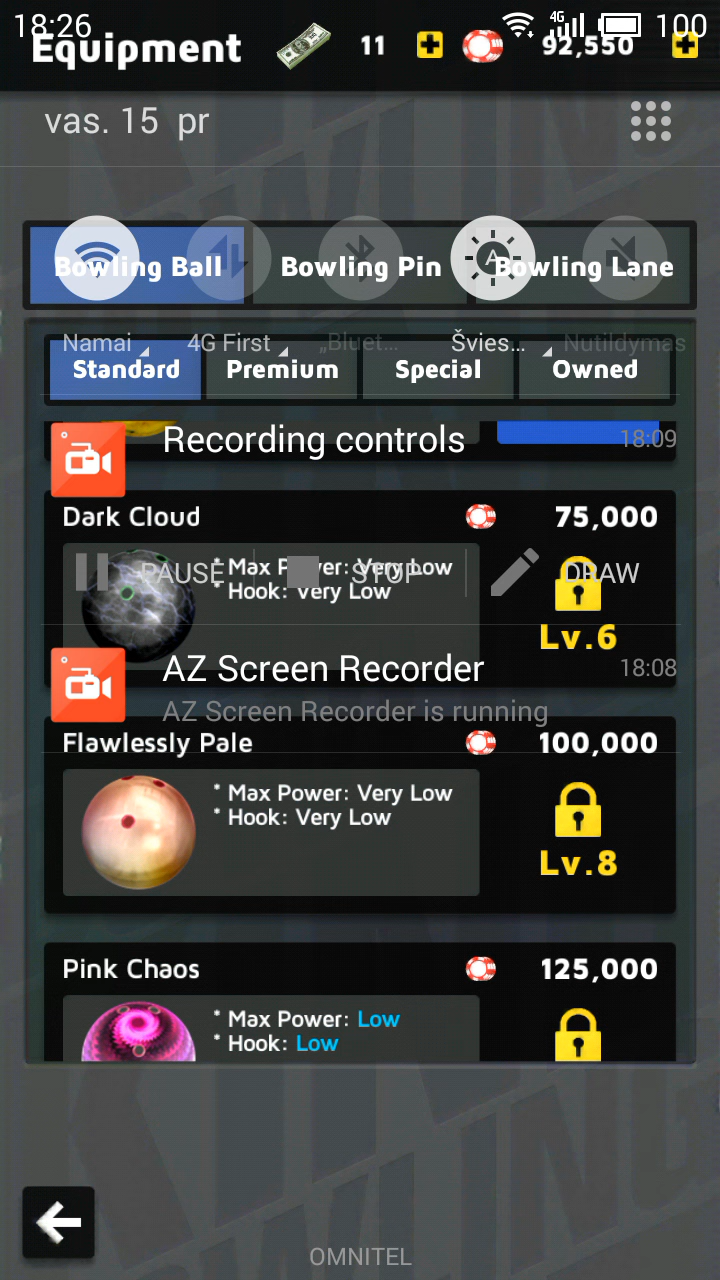 18:26 4G 100
Equipment 11 92,550
vas. 15 pr
Bowling Ball Bowling Pin Bowling Lane
A
Namai 4G First „Bluet... Švies... Nutildymas
Standard Premium Special Owned
Recording controls 18:09
Dark Cloud 75,000
* Max Power: Very Low
PAUSE STOP DRAW
* Hook: Very Low
Lv.6
AZ Screen Recorder 18:08
AZ Screen Recorder is running
Flawlessly Pale 100,000
* Max Power: Very Low
* Hook: Very Low
Lv.8
Pink Chaos 125,000
* Max Power: Low
* Hook: Low
OMNITEL